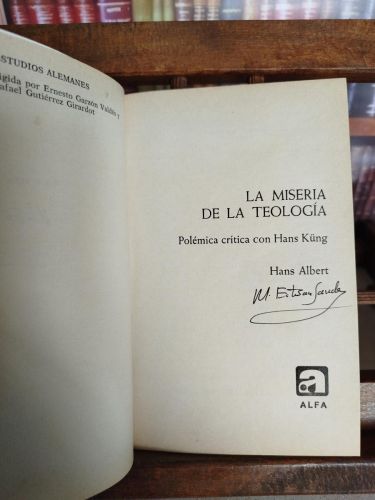 STUDIOS ALEMANES
igida por Ernesto Garzón Valdés y
afael Gutiérrez Girardot
LA MISERIA
DE LA TEOLOGÍA
Polémica crítica con Hans Küng
Hans Albert
M.
a
ALFA